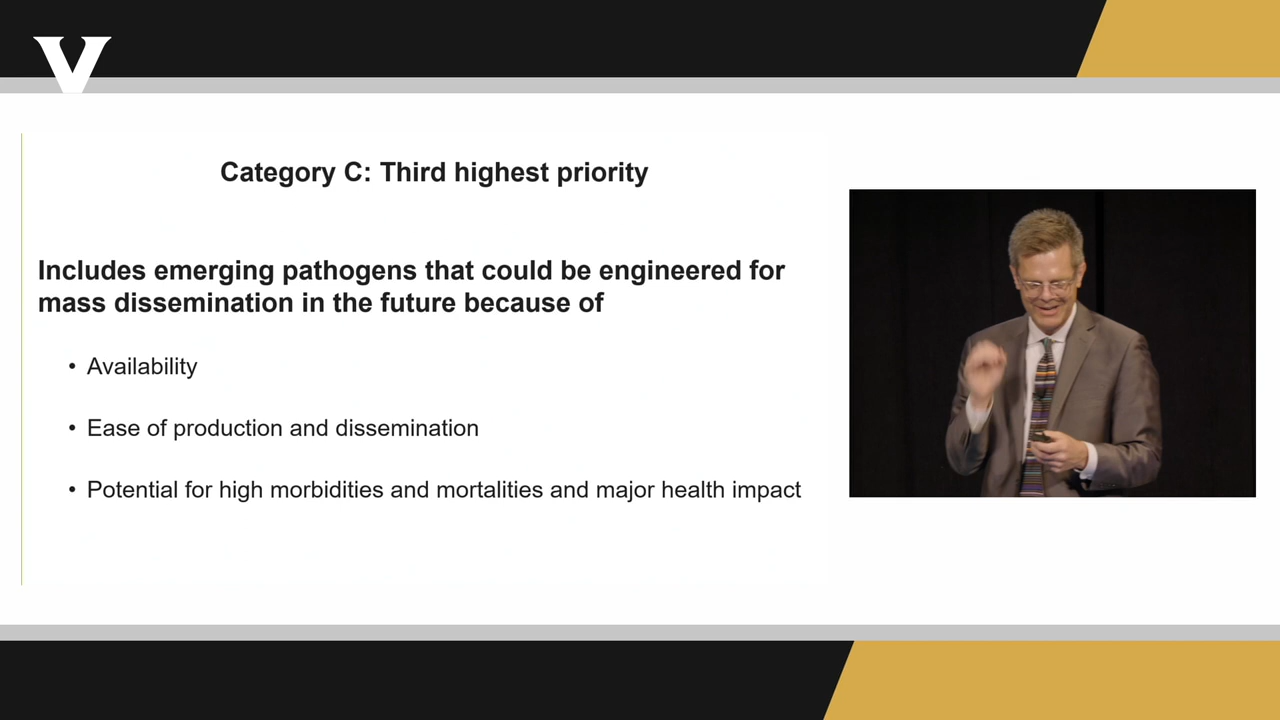 V
Category C: Third highest priority
Includes emerging pathogens that could be engineered for
mass dissemination in the future because of
• Availability
• Ease of production and dissemination
• Potential for high morbidities and mortalities and major health impact